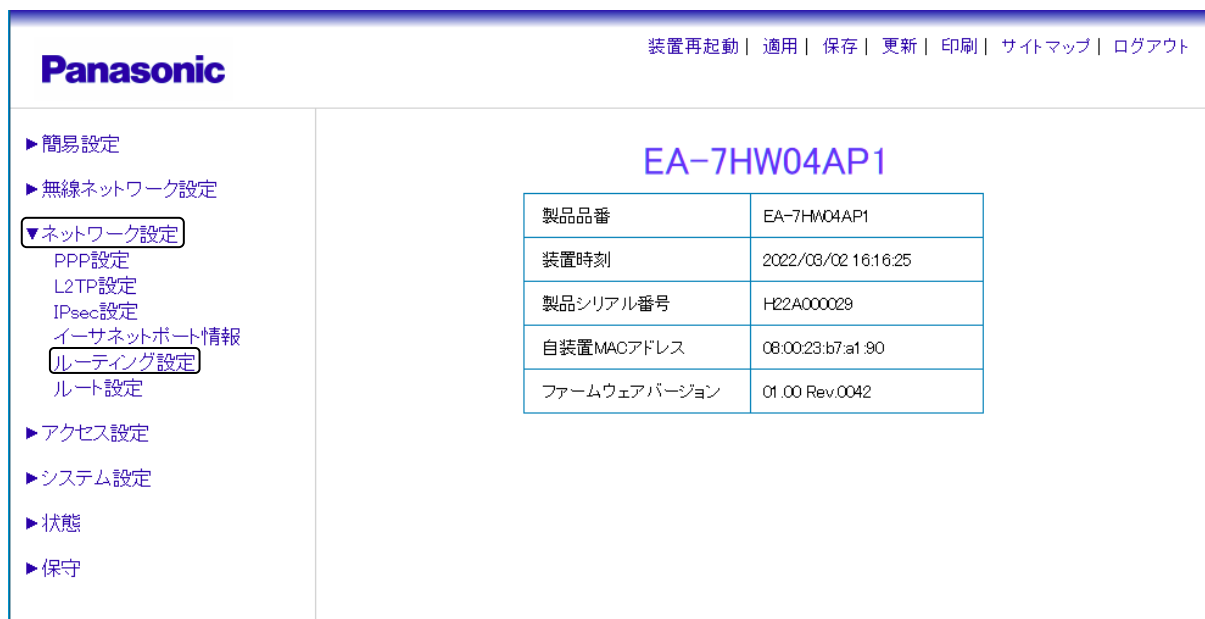 装置再起動| 適用| 保存| 更新| 印刷| サイトマップ| ログアウト
Panasonic
▶簡易設定
▶無線ネットワーク設定
▼ネットワーク設定
PPP設定
L2TP設定
IPsec設定
イーサネットポート情報
ルーティング設定
ルート設定
▶アクセス設定
▶システム設定
▶状態
▶保守
EA-7HW04AP1
製品品番 EA-7HW04AP1
装置時刻 2022/03/02 16:16:25
製品シリアル番号 H22A000029
自装置MACアドレス 08:00:23:b7:a1:90
ファームウェアバージョン 01.00 Rev.0042